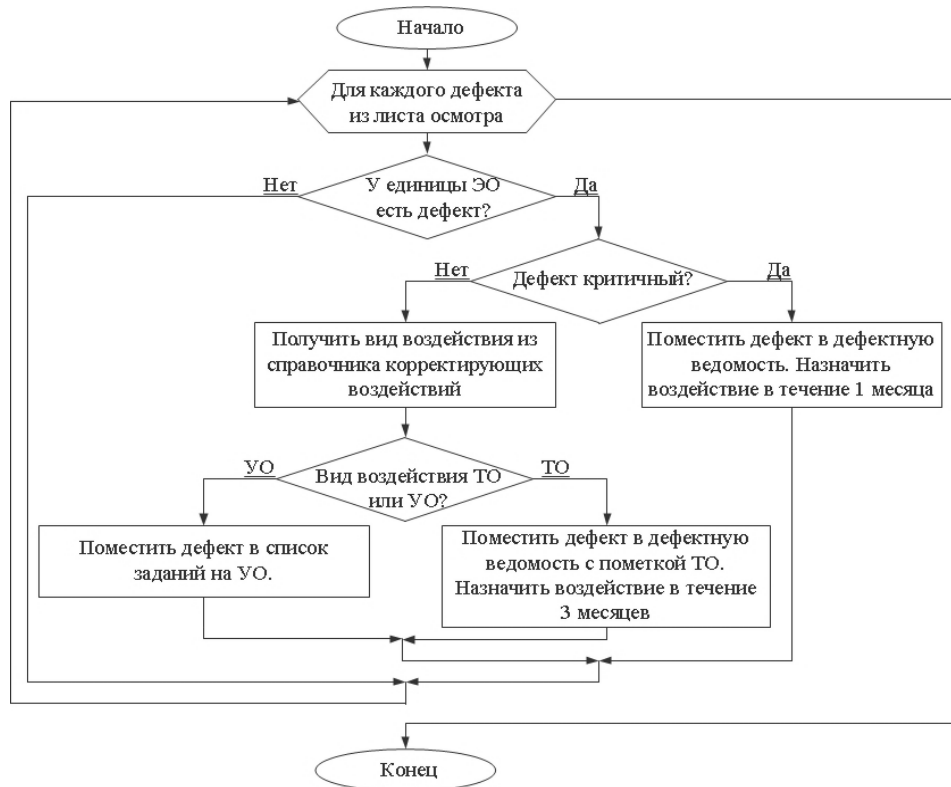 Начало
Для каждого дефекта
из листа осмотра
Нет
У единицы ЭО
есть дефект?
Да
Нет
Дефект критичный?
Да
Получить вид воздействия из
справочника корректирующих
воздействий
Поместить дефект в дефектную
ведомость. Назначить
воздействие в течение 1 месяца
УО
Вид воздействия ТО
или УО?
ТО
Поместить дефект в список
заданий на УО.
Поместить дефект в дефектную
ведомость с пометкой ТО.
Назначить воздействие в течение
3 месяцев
Конец